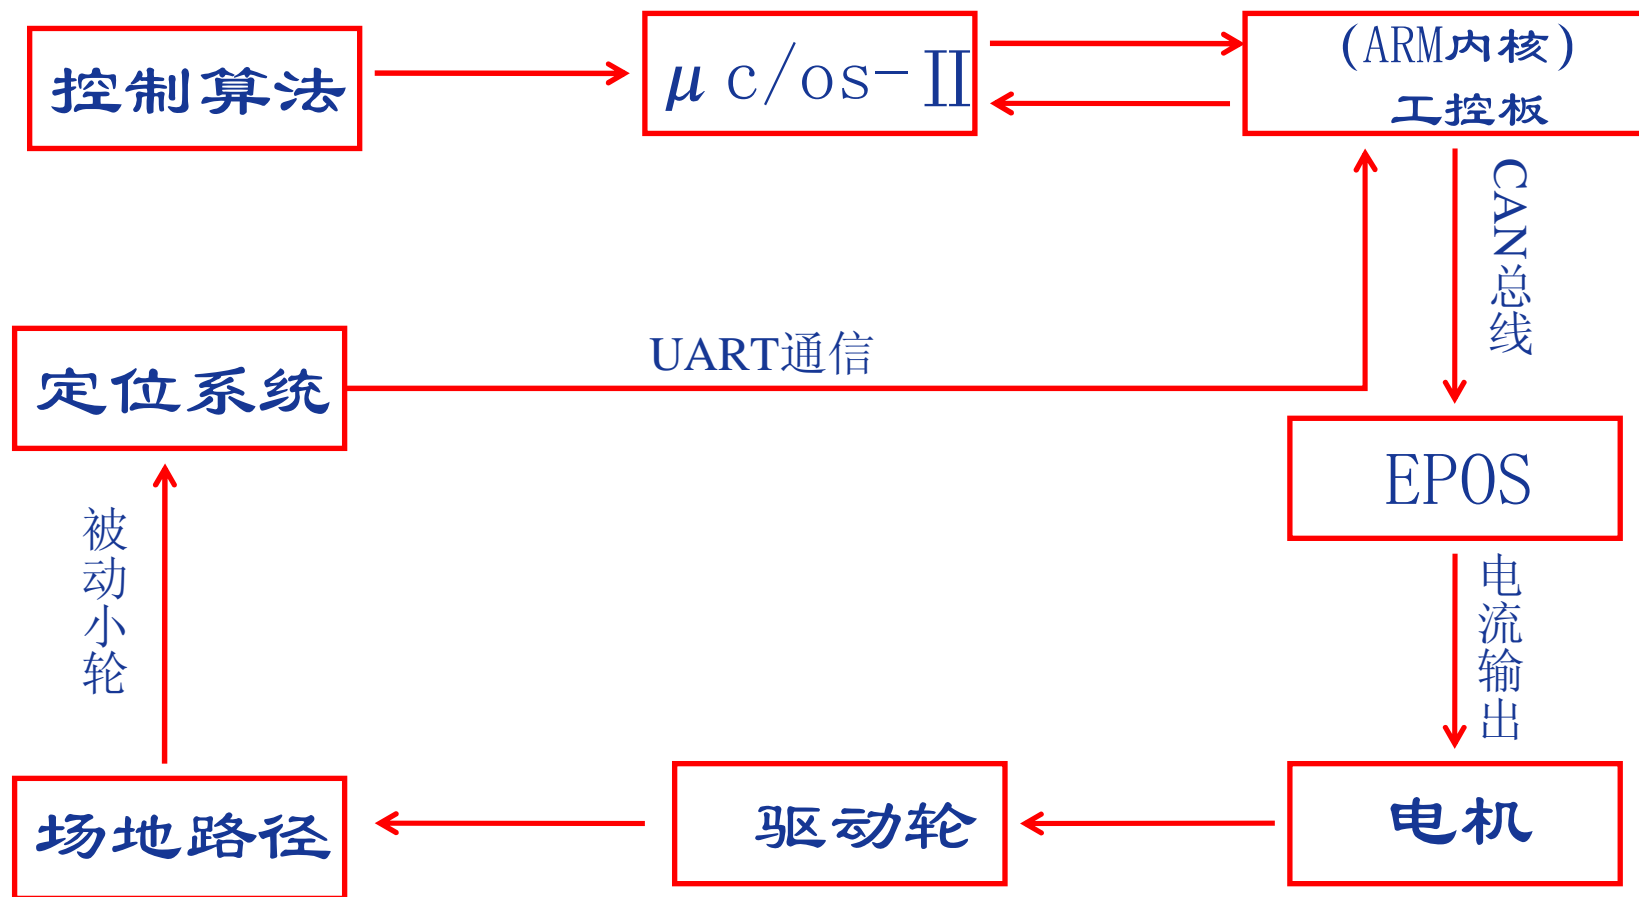 控制算法
μc/os-Ⅱ
(ARM内核)
工控板
CAN总线
定位系统
UART通信
EPOS
被动小轮
电流输出
场地路径
驱动轮
电机